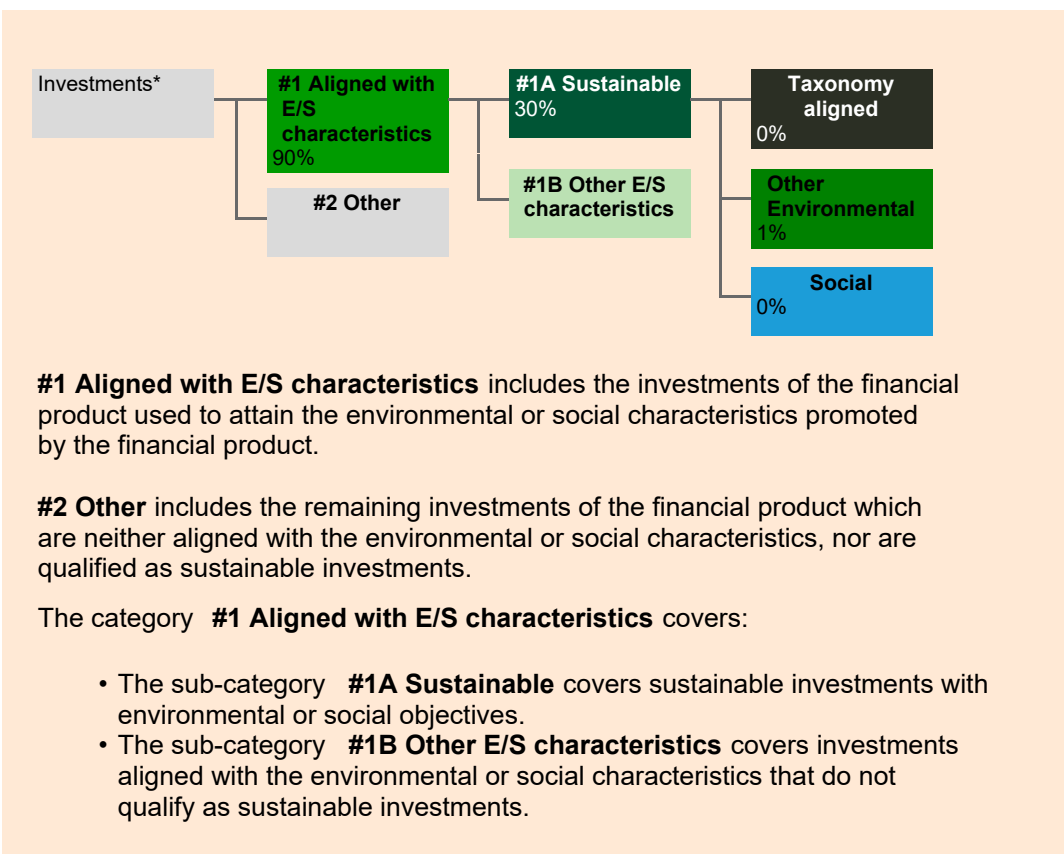 Investments*
#1 Aligned with
E/S
characteristics
90%
#2 Other
#1A Sustainable
30%
#1B Other E/S
characteristics
Taxonomy
aligned
0%
Other
Environmental
1%
Social
0%
#1 Aligned with E/S characteristics includes the investments of the financial
product used to attain the environmental or social characteristics promoted
by the financial product.
#2 Other includes the remaining investments of the financial product which
are neither aligned with the environmental or social characteristics, nor are
qualified as sustainable investments.
The category #1 Aligned with E/S characteristics covers:
• The sub-category #1A Sustainable covers sustainable investments with
environmental or social objectives.
• The sub-category #1B Other E/S characteristics covers investments
aligned with the environmental or social characteristics that do not
qualify as sustainable investments.